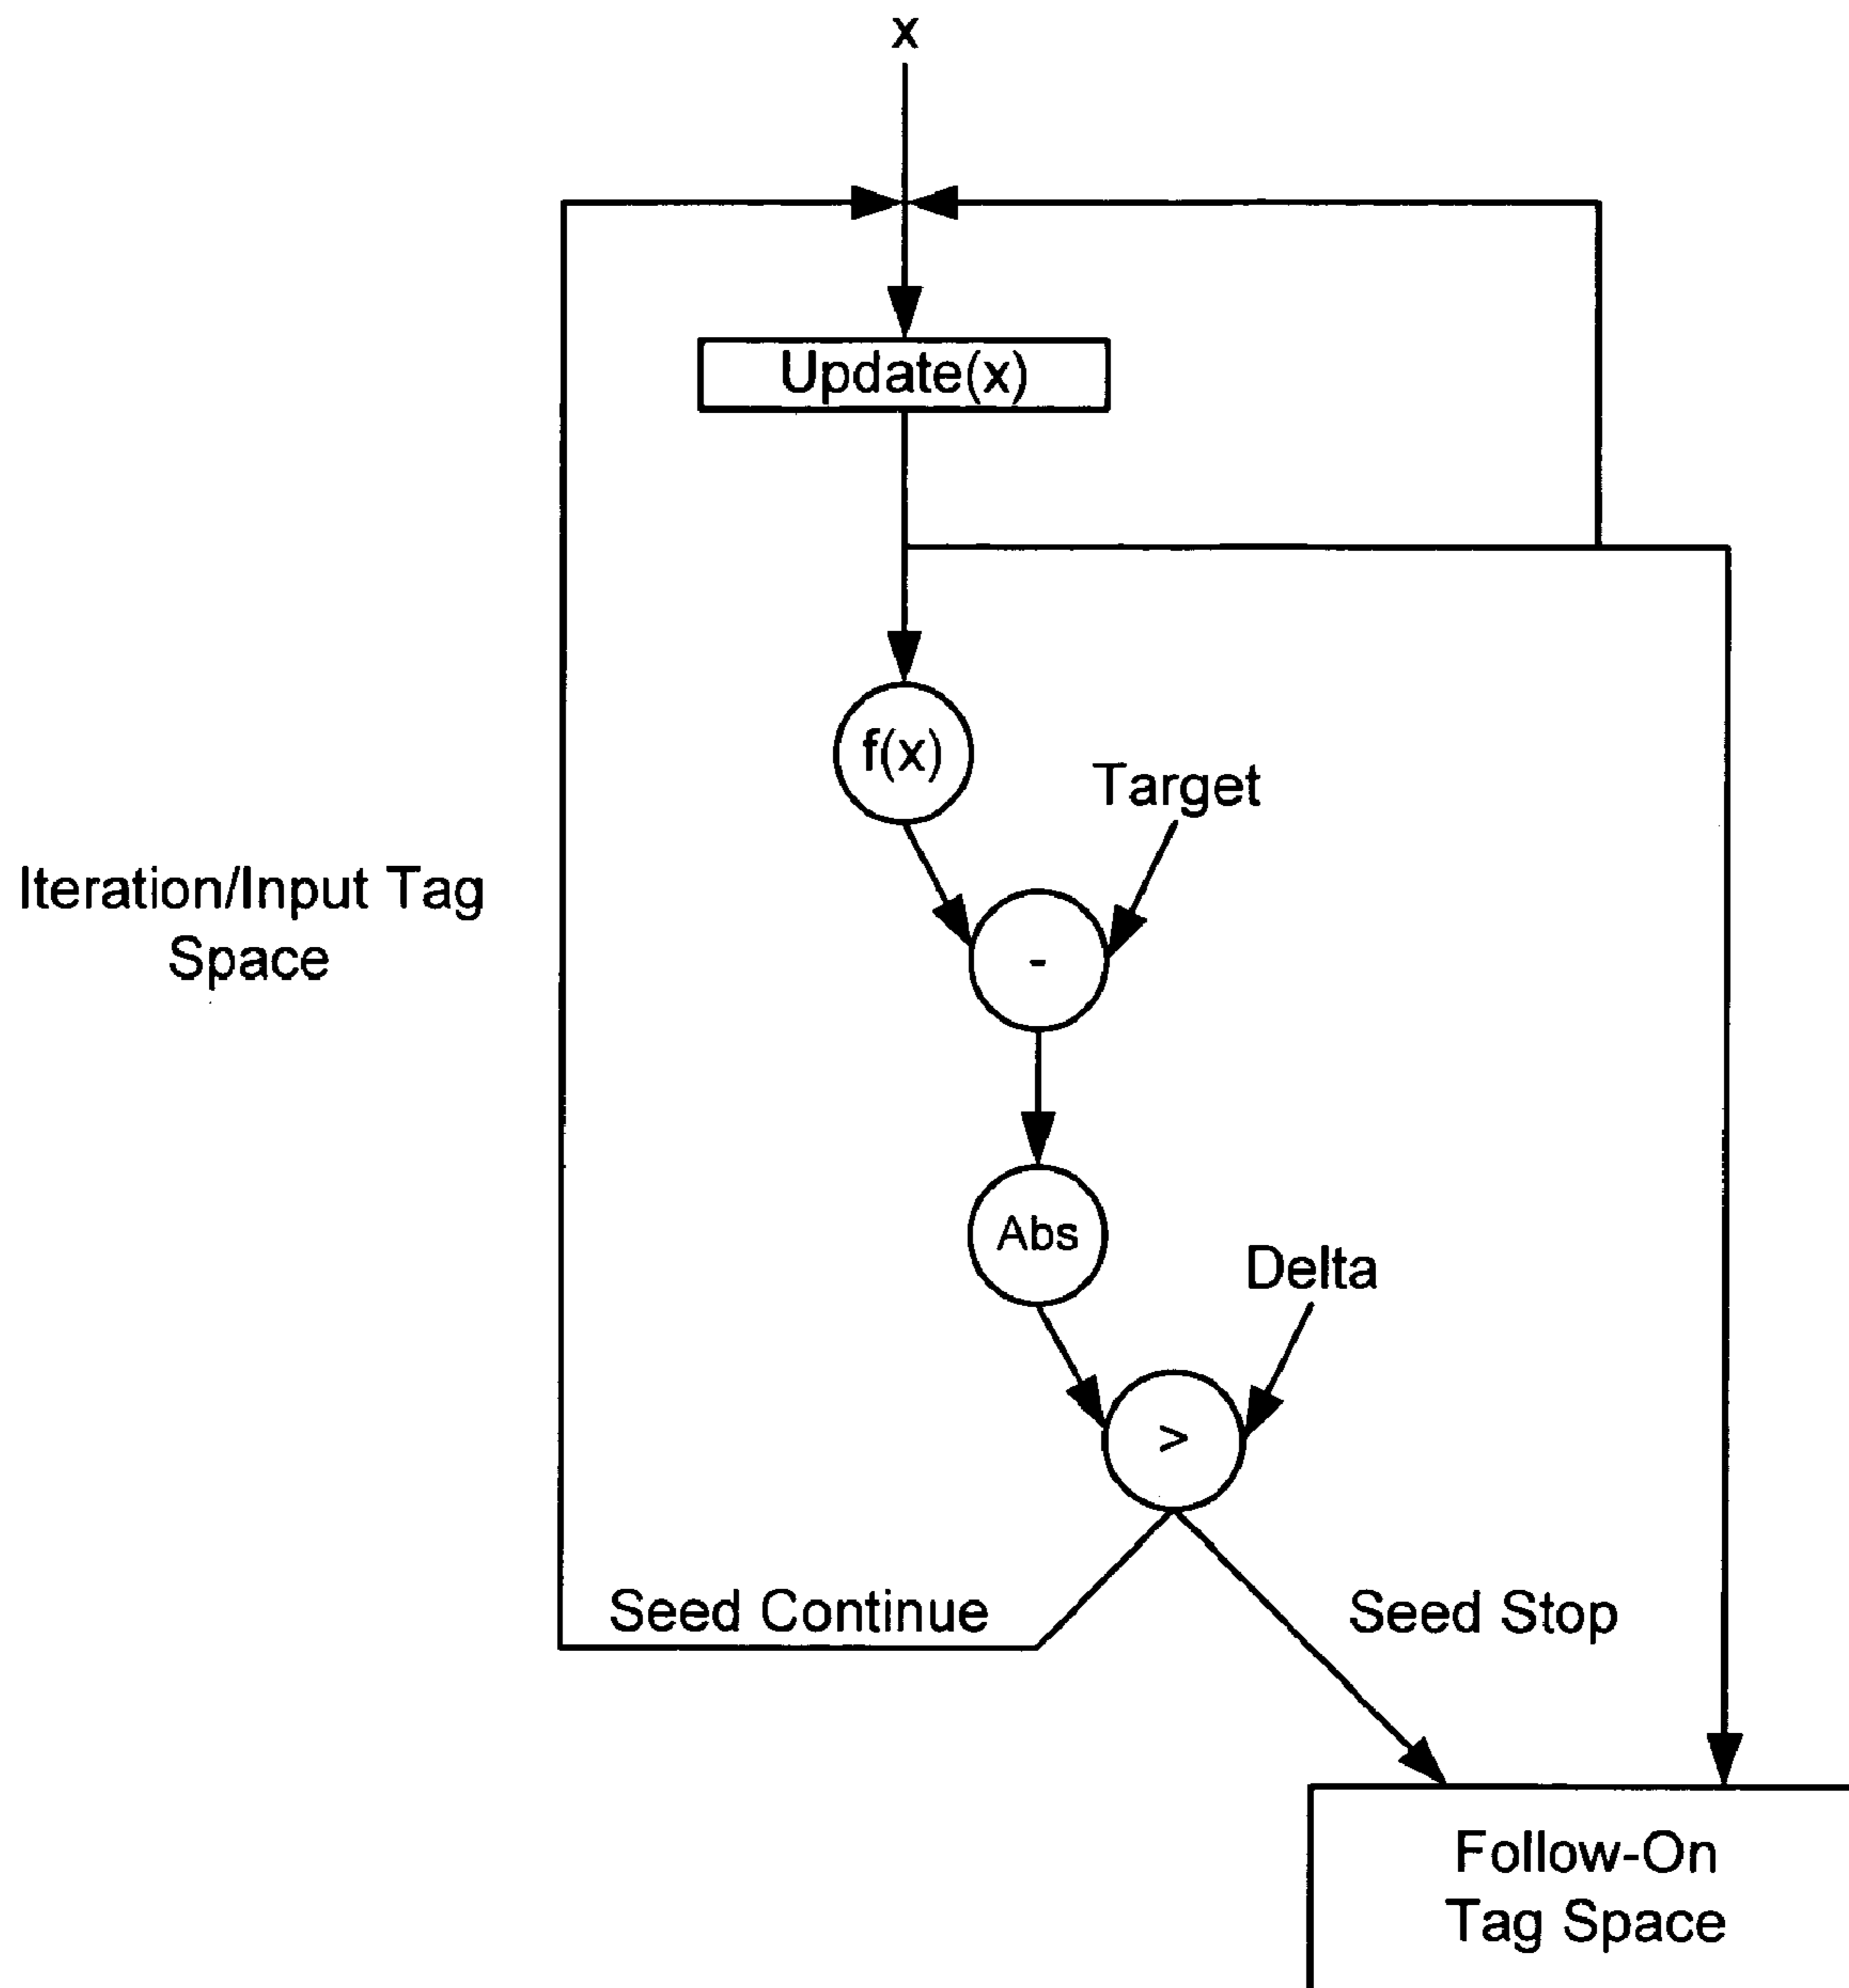 x
Update(x)
f(x)
Target
Iteration/Input Tag
Space
-
Abs
Delta
>
Seed Continue
Seed Stop
Follow-On
Tag Space